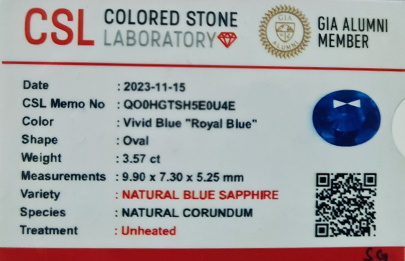 CSL COLORED STONE LABORATORY
GIA ALUMNI MEMBER
Date : 2023-11-15
CSL Memo No : QO0HGTSH5E0U4E
Color : Vivid Blue "Royal Blue"
Shape : Oval
Weight : 3.57 ct
Measurements : 9.90 x 7.30 x 5.25 mm
Variety : NATURAL BLUE SAPPHIRE
Species : NATURAL CORUNDUM
Treatment : Unheated